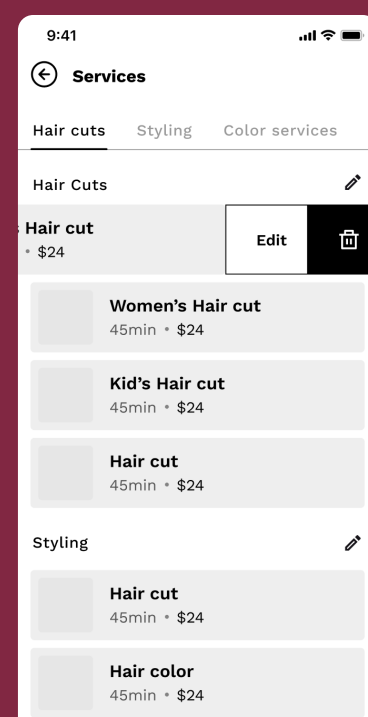 9:41
Services
Hair cuts Styling Color services
Hair Cuts
Hair cut
• $24
Edit
Women’s Hair cut
45min • $24
Kid’s Hair cut
45min • $24
Hair cut
45min • $24
Styling
Hair cut
45min • $24
Hair color
45min • $24